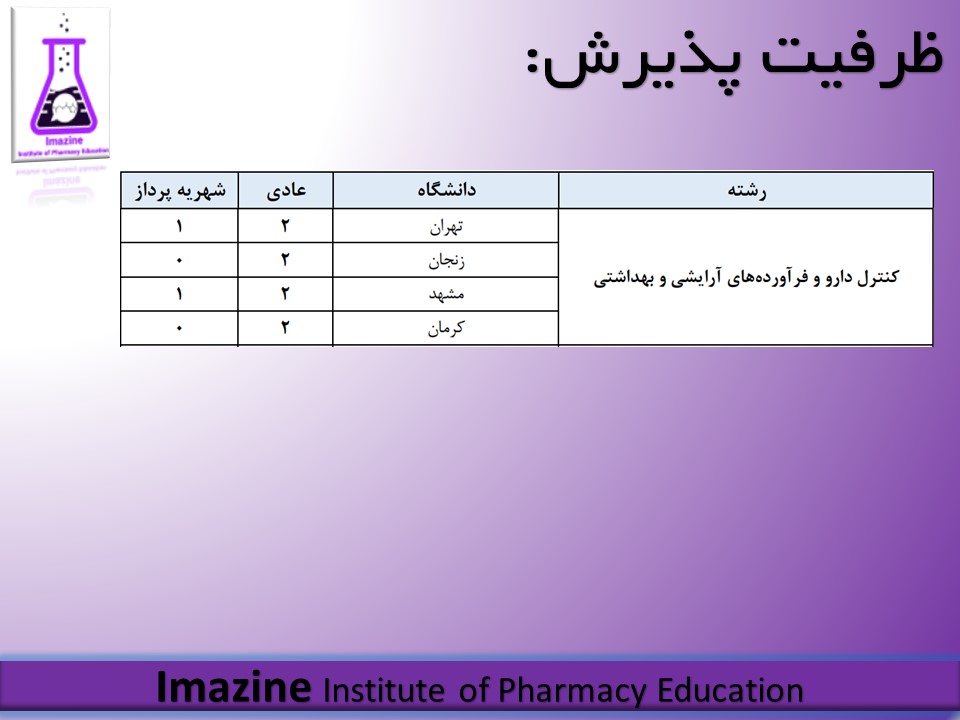 ظرفیت پذیرش:
Imazine
Institute of Pharmacy Education
رشته دانشگاه عادی شهریه پرداز
کنترل دارو و فرآورده‌های آرایشی و بهداشتی
تهران ۲ ۱
زنجان ۲ ۰
مشهد ۲ ۱
کرمان ۲ ۰
Imazine Institute of Pharmacy Education